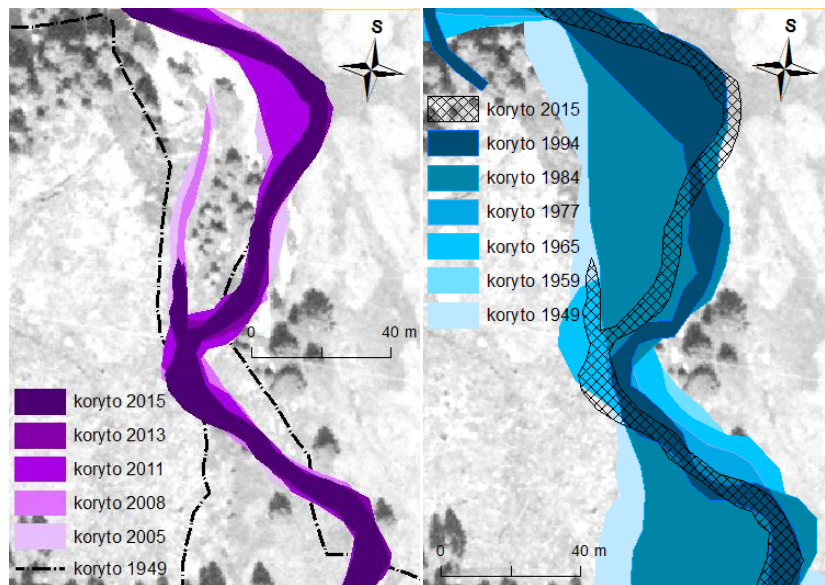 S
0 40 m
koryto 2015
koryto 2013
koryto 2011
koryto 2008
koryto 2005
koryto 1949
S
koryto 2015
koryto 1994
koryto 1984
koryto 1977
koryto 1965
koryto 1959
koryto 1949
0 40 m